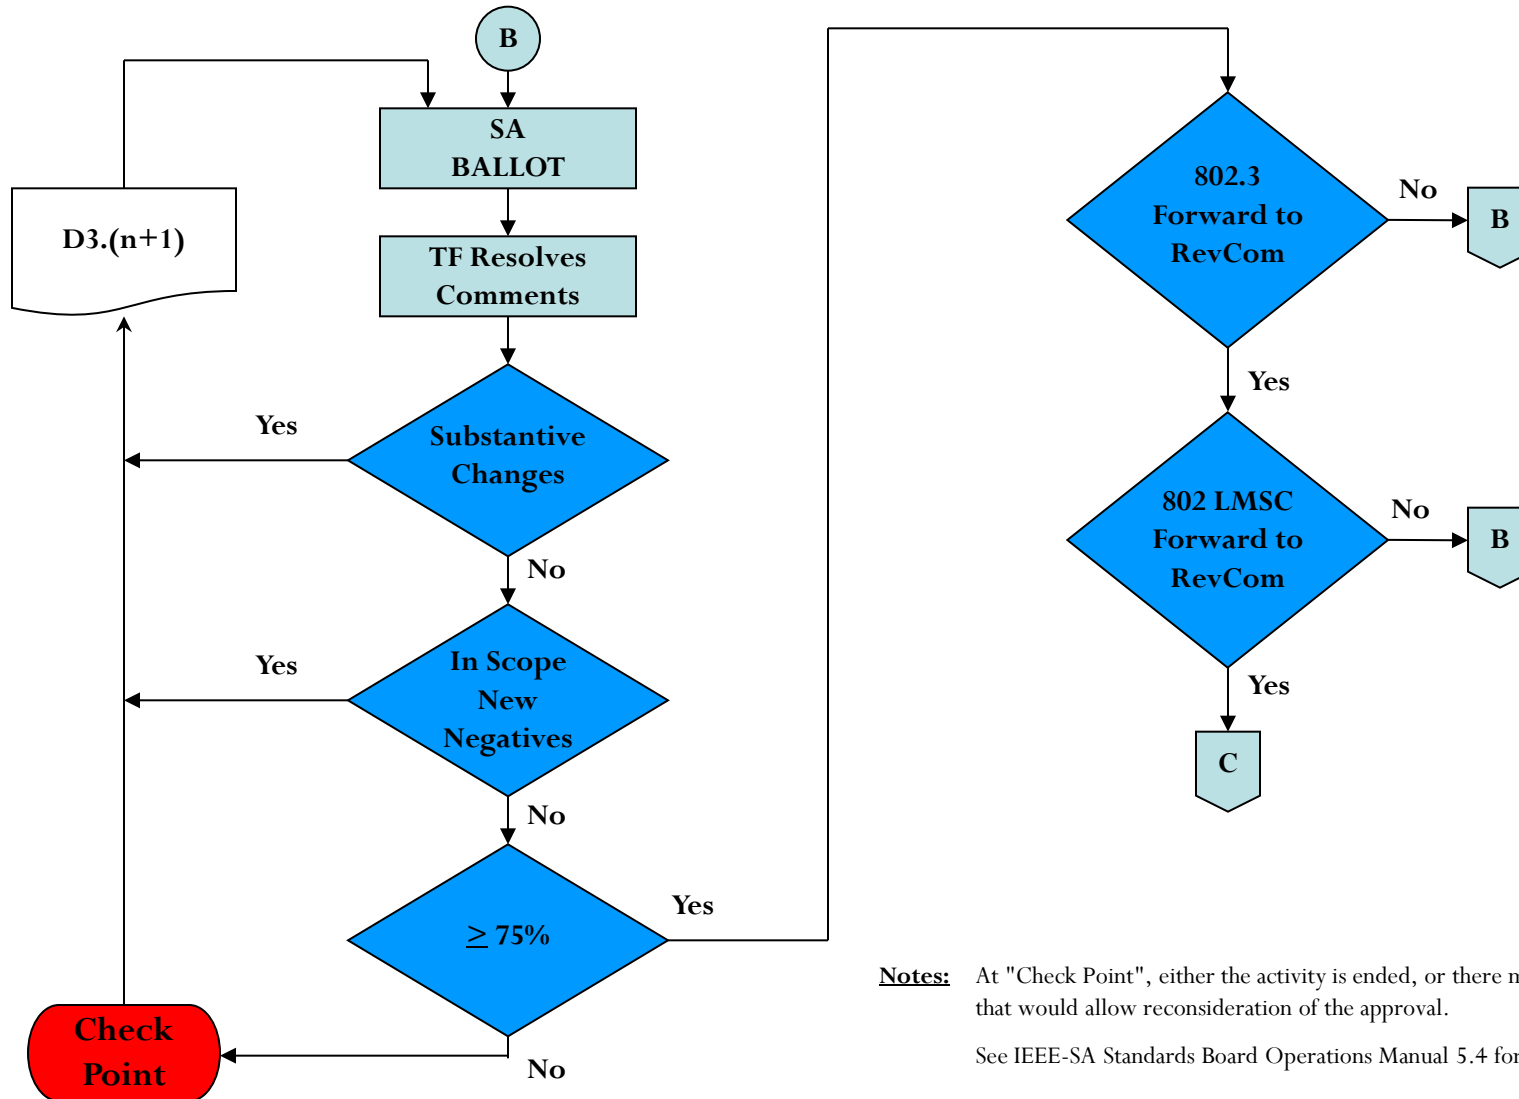 B
SA
BALLOT
D3.(n+1)
TF Resolves
Comments
Yes
Substantive
Changes
No
Yes
In Scope
New
Negatives
No
≥ 75%
Yes
Check
Point
No
802.3
Forward to
RevCom
No
B
Yes
802 LMSC
Forward to
RevCom
No
B
Yes
C
Notes: At "Check Point", either the activity is ended, or there
that would allow reconsideration of the approval.
See IEEE-SA Standards Board Operations Manual 5.4 for